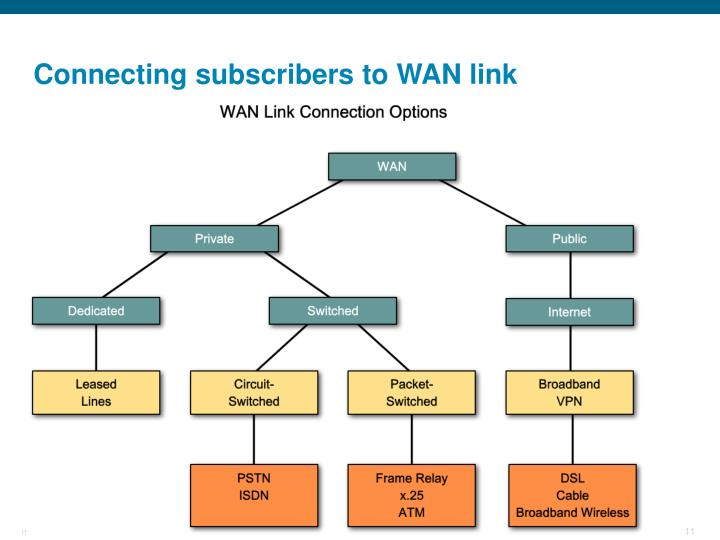 Connecting subscribers to WAN link
WAN Link Connection Options
WAN
Private
Public
Dedicated
Switched
Internet
Leased
Lines
Circuit-
Switched
Packet-
Switched
Broadband
VPN
PSTN
ISDN
Frame Relay
x.25
ATM
DSL
Cable
Broadband Wireless
IT
11